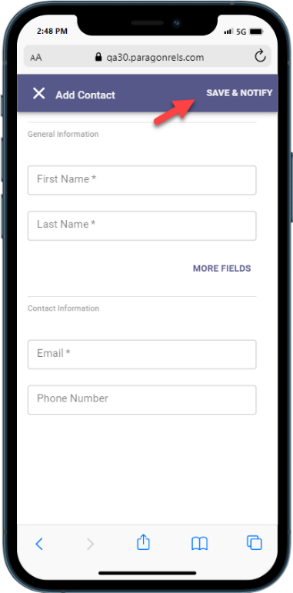 2:48 PM
5G
AA
qa30.paragonrels.com
Add Contact
SAVE & NOTIFY
General Information
First Name *
Last Name *
MORE FIELDS
Contact Information
Email *
Phone Number